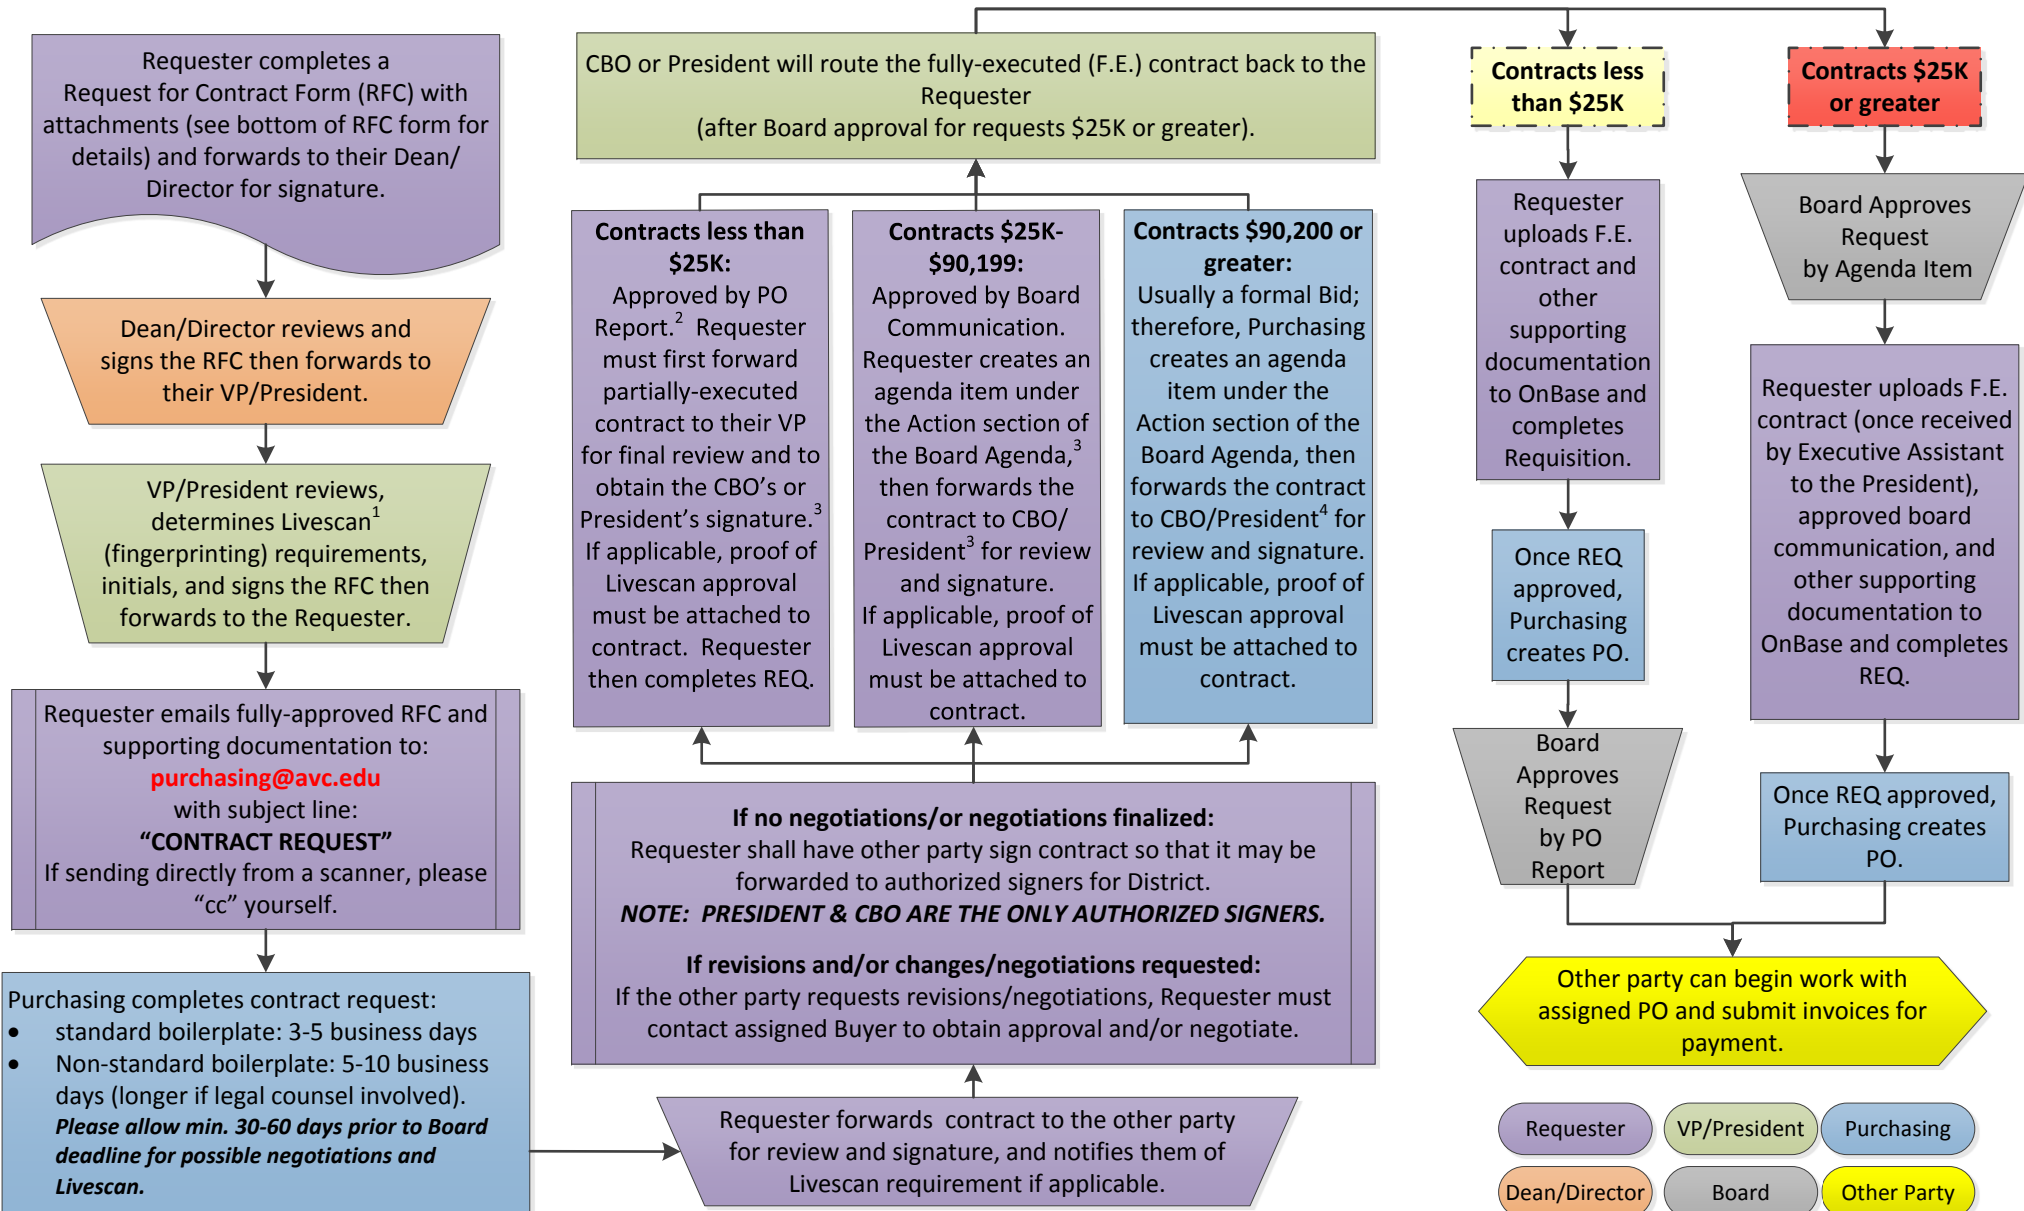 Requester completes a
Request for Contract Form (RFC) with
attachments (see bottom of RFC form for
details) and forwards to their Dean/
Director for signature.
Dean/Director reviews and
signs the RFC then forwards to
their VP/President.
VP/President reviews,
determines Livescan1
(fingerprinting) requirements,
initials, and signs the RFC then
forwards to the Requester.
Requester emails fully-approved RFC and
supporting documentation to:
purchasing@avc.edu
with subject line:
“CONTRACT REQUEST”
If sending directly from a scanner, please
“cc” yourself.
Purchasing completes contract request:
• standard boilerplate: 3-5 business days
• Non-standard boilerplate: 5-10 business
days (longer if legal counsel involved).
Please allow min. 30-60 days prior to Board
deadline for possible negotiations and
Livescan.
Requester forwards contract to the other party
for review and signature, and notifies them of
Livescan requirement if applicable.
If no negotiations/or negotiations finalized:
Requester shall have other party sign contract so that it may be
forwarded to authorized signers for District.
NOTE: PRESIDENT & CBO ARE THE ONLY AUTHORIZED SIGNERS.
If revisions and/or changes/negotiations requested:
If the other party requests revisions/negotiations, Requester must
contact assigned Buyer to obtain approval and/or negotiate.
Contracts less than
$25K:
Approved by PO
Report.2 Requester
must first forward
partially-executed
contract to their VP
for final review and to
obtain the CBO’s or
President’s signature.3
If applicable, proof of
Livescan approval
must be attached to
contract. Requester
then completes REQ.
Contracts $25K-
$90,199:
Approved by Board
Communication.
Requester creates an
agenda item under
the Action section of
the Board Agenda,3
then forwards the
contract to CBO/
President3 for review
and signature.
If applicable, proof of
Livescan approval
must be attached to
contract.
Contracts $90,200 or
greater:
Usually a formal Bid;
therefore, Purchasing
creates an agenda
item under the
Action section of the
Board Agenda, then
forwards the contract
to CBO/President4 for
review and signature.
If applicable, proof of
Livescan approval
must be attached to
contract.
CBO or President will route the fully-executed (F.E.) contract back to the
Requester
(after Board approval for requests $25K or greater).
Contracts less
than $25K
Requester
uploads F.E.
contract and
other
supporting
documentation
to OnBase and
completes
Requisition.
Once REQ
approved,
Purchasing
creates PO.
Board
Approves
Request
by PO
Report
Contracts $25K
or greater
Board Approves
Request
by Agenda Item
Requester uploads F.E.
contract (once received
by Executive Assistant
to the President),
approved board
communication, and
other supporting
documentation to
OnBase and completes
REQ.
Once REQ approved,
Purchasing creates
PO.
Other party can begin work with
assigned PO and submit invoices for
payment.
Requester
VP/President
Purchasing
Dean/Director
Board
Other Party